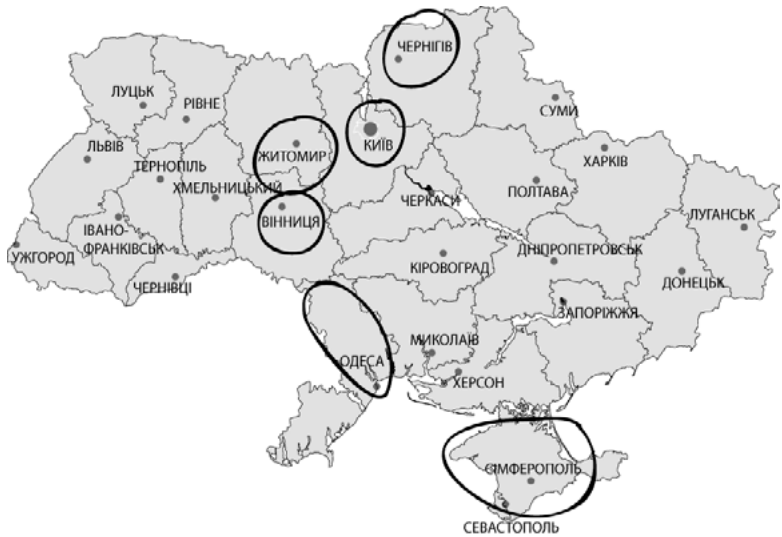 ЧЕРНІГІВ
ЛУЦЬК
РІВНЕ
СУМИ
КИЇВ
ЛЬВІВ
ЖИТОМИР
ХАРКІВ
ТЕРНОПІЛЬ
ХМЕЛЬНИЦЬКИЙ
ПОЛТАВА
ЧЕРКАСИ
ВІННИЦЯ
ЛУГАНСЬК
ІВАНО-
ФРАНКІВСЬК
ДНІПРОПЕТРОВСЬК
УЖГОРОД
КІРОВОГРАД
ДОНЕЦЬК
ЧЕРНІВЦІ
ЗАПОРІЖЖЯ
МИКОЛАЇВ
ОДЕСА
ХЕРСОН
СІМФЕРОПОЛЬ
СЕВАСТОПОЛЬ